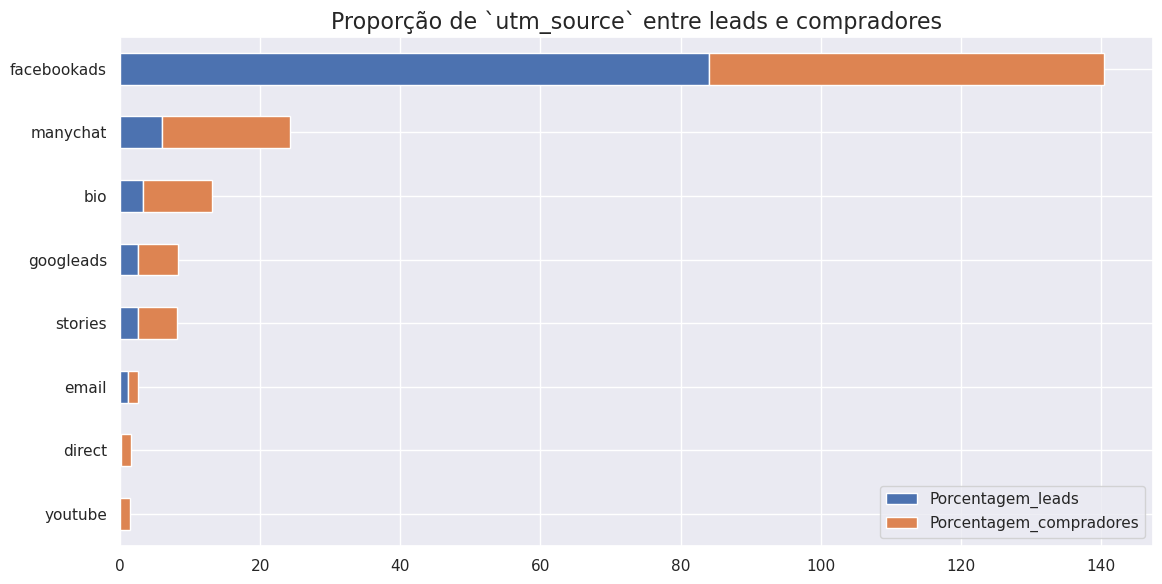 Proporção de `utm_source` entre leads e compradores
facebookads
manychat
bio
googleads
stories
email
direct
youtube
Porcentagem_leads
Porcentagem_compradores
0 20 40 60 80 100 120 140